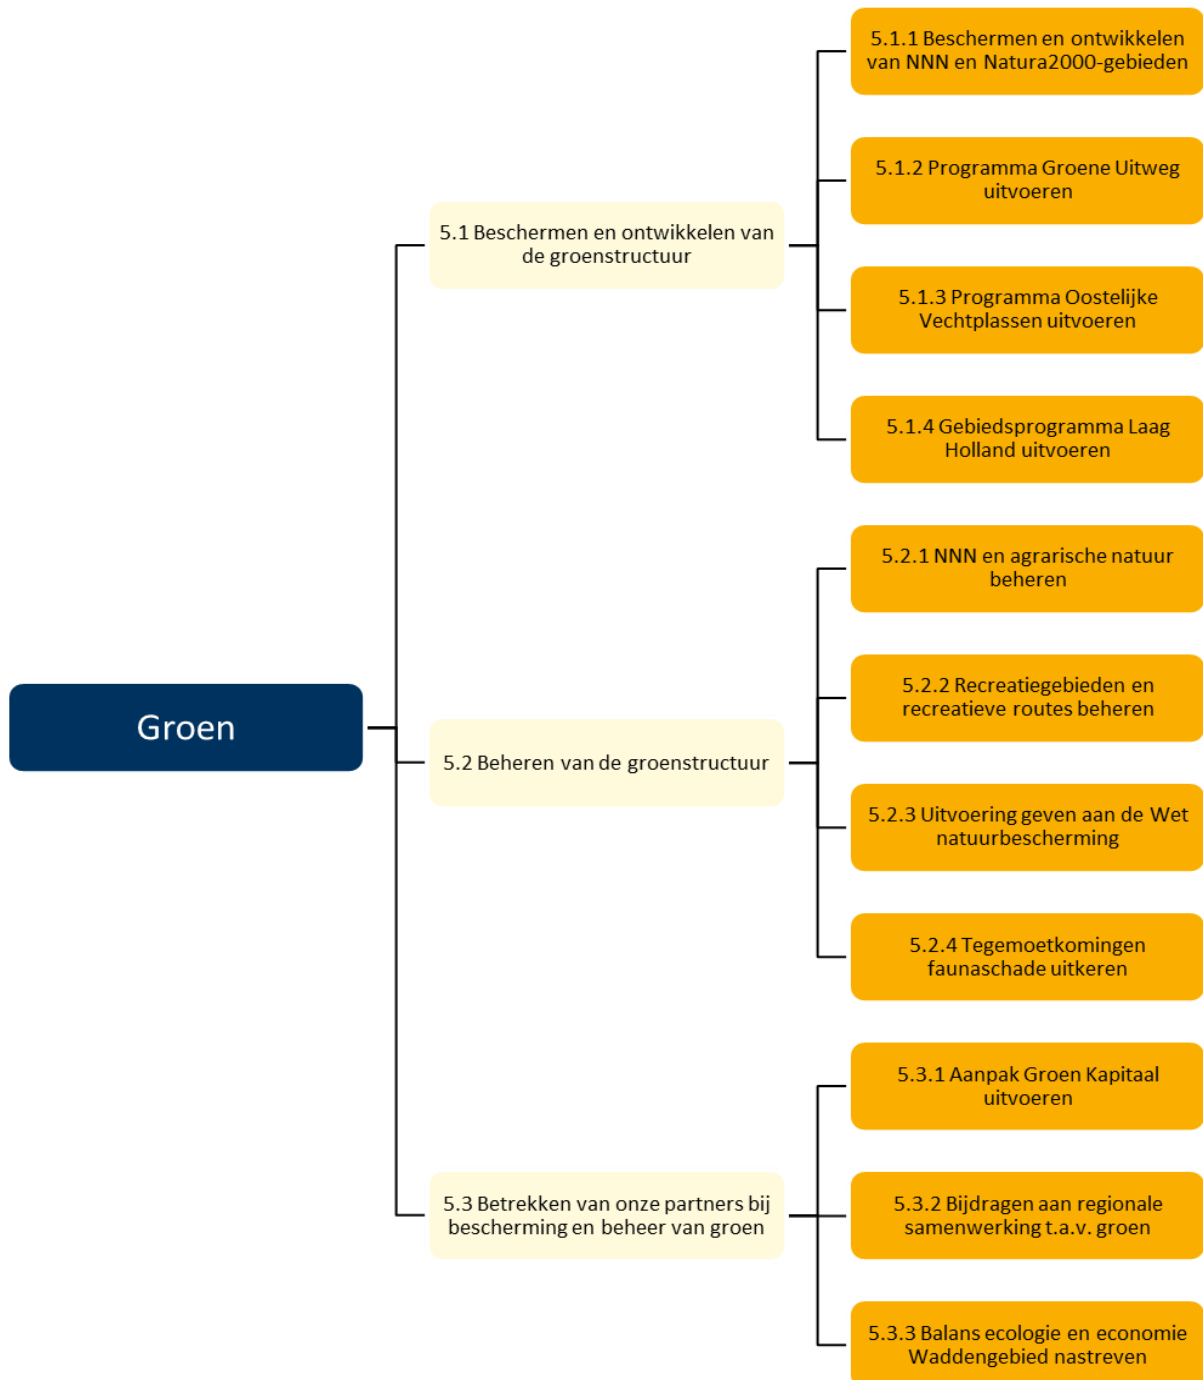 Groen
5.1 Beschermen en ontwikkelen van
de groenstructuur
5.1.1 Beschermen en ontwikkelen
van NNN en Natura2000-gebieden
5.1.2 Programma Groene Uitweg
uitvoeren
5.1.3 Programma Oostelijke
Vechtplassen uitvoeren
5.1.4 Gebiedsprogramma Laag
Holland uitvoeren
5.2 Beheren van de groenstructuur
5.2.1 NNN en agrarische natuur
beheren
5.2.2 Recreatiegebieden en
recreatieve routes beheren
5.2.3 Uitvoering geven aan de Wet
natuurbescherming
5.2.4 Tegemoetkomingen
faunaschade uitkeren
5.3 Betrekken van onze partners bij
bescherming en beheer van groen
5.3.1 Aanpak Groen Kapitaal
uitvoeren
5.3.2 Bijdragen aan regionale
samenwerking t.a.v. groen
5.3.3 Balans ecologie en economie
Waddengebied nastreven